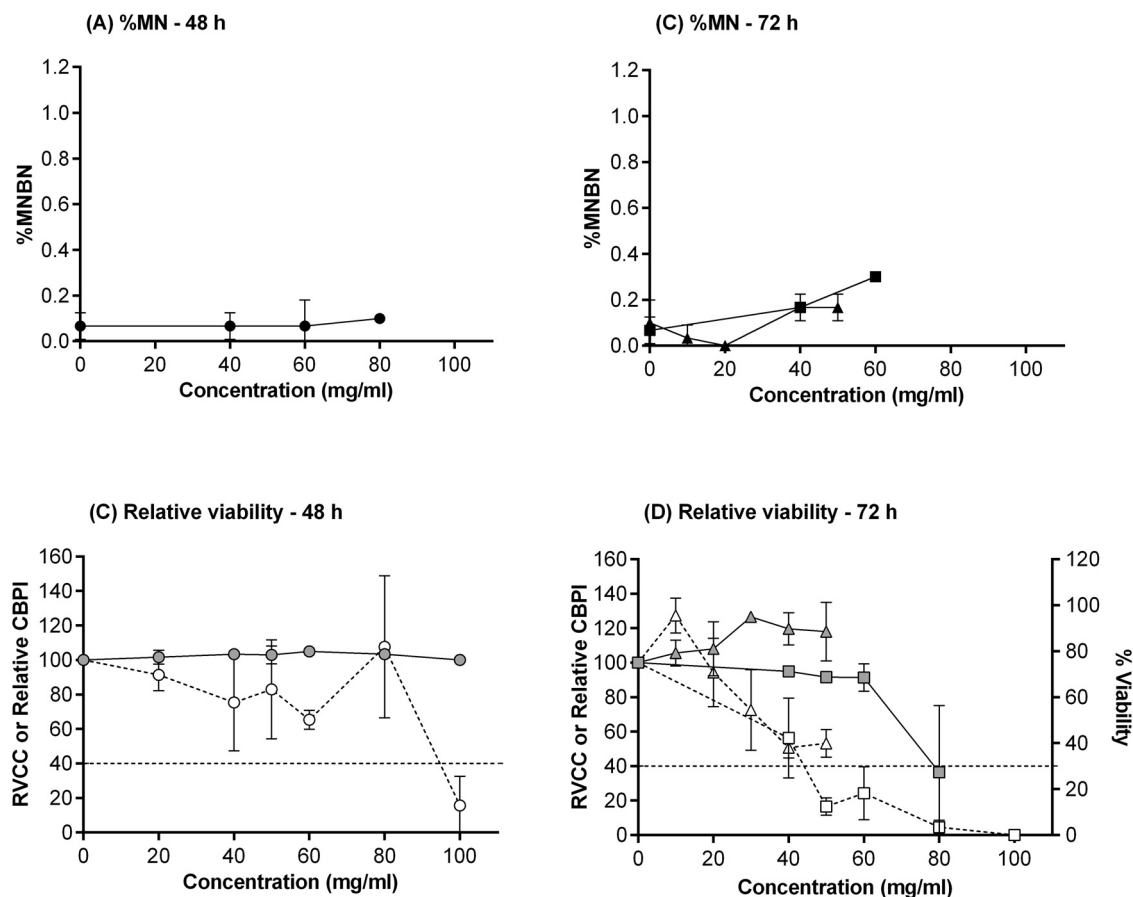 (A) %MN - 48 h
1.2
1.0
0.8
0.6
0.4
0.2
0.0
%MNBN
0 20 40 60 80 100
Concentration (mg/ml)
(C) %MN - 72 h
1.2
1.0
0.8
0.6
0.4
0.2
0.0
%MNBN
0 20 40 60 80 100
Concentration (mg/ml)
(C) Relative viability - 48 h
160
140
120
100
80
60
40
20
0
RVCC or Relative CBPI
0 20 40 60 80 100
Concentration (mg/ml)
(D) Relative viability - 72 h
160
140
120
100
80
60
40
20
0
RVCC or Relative CBPI
120
100
80
60
40
20
0
% Viability
0 20 40 60 80 100
Concentration (mg/ml)